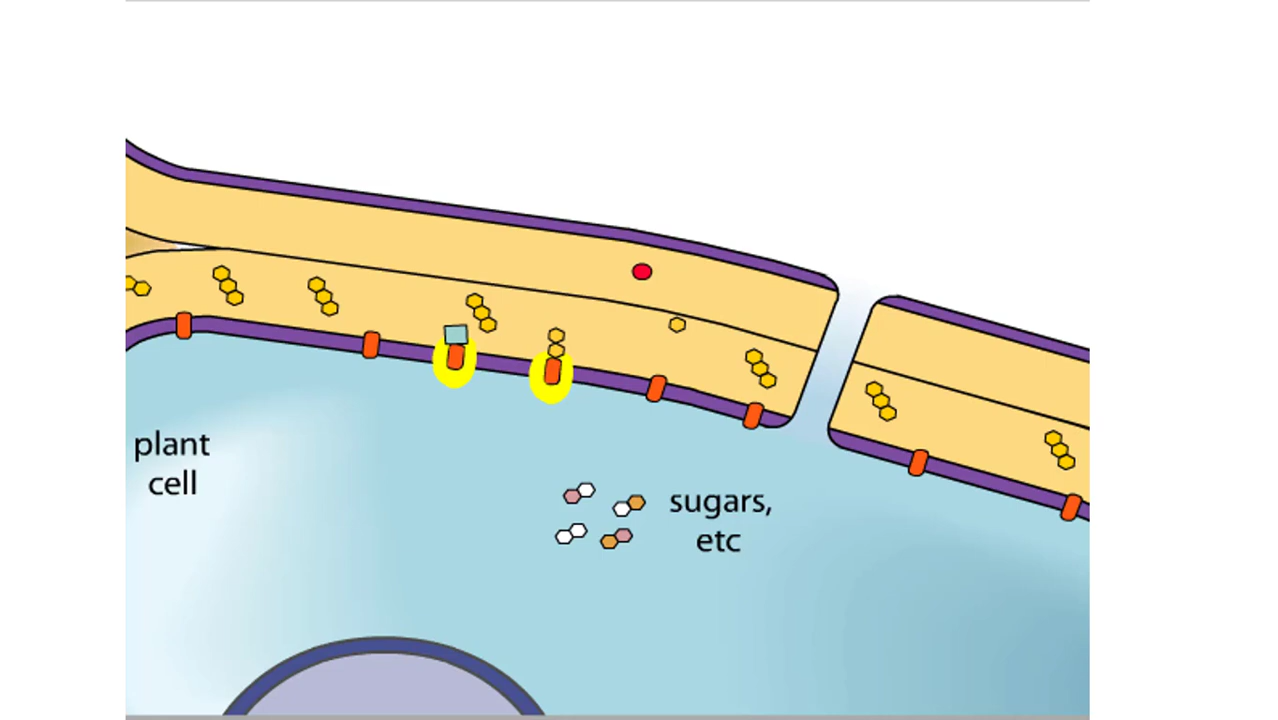 plant
cell
sugars,
etc